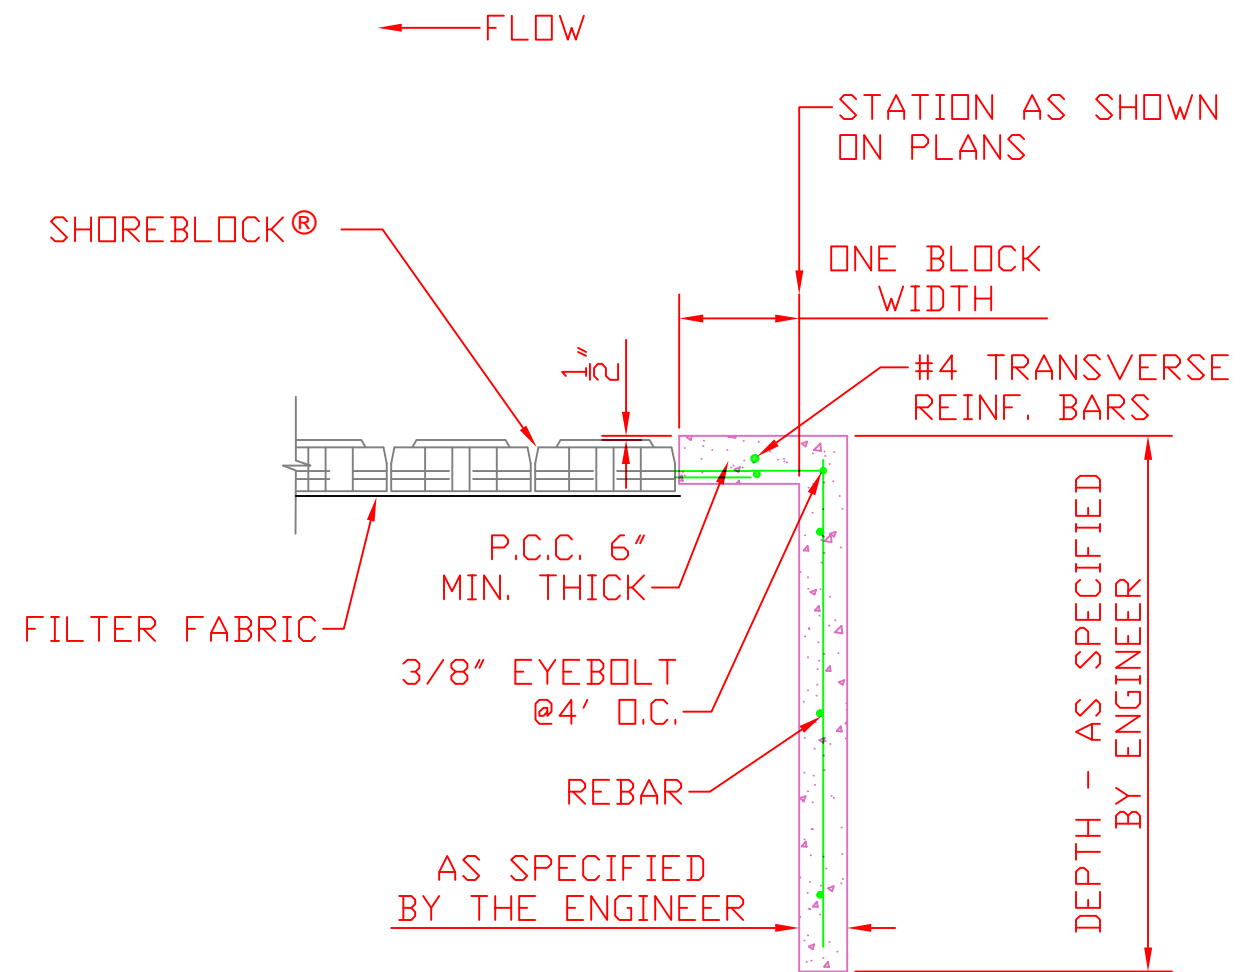 FLOW
STATION AS SHOWN
ON PLANS
SHOREBLOCK®
ONE BLOCK
WIDTH
1/2"
#4 TRANSVERSE
REINF. BARS
P.C.C. 6"
MIN. THICK
FILTER FABRIC
3/8" EYEBOLT
@4' O.C.
REBAR
DEPTH - AS SPECIFIED
BY ENGINEER
AS SPECIFIED
BY THE ENGINEER